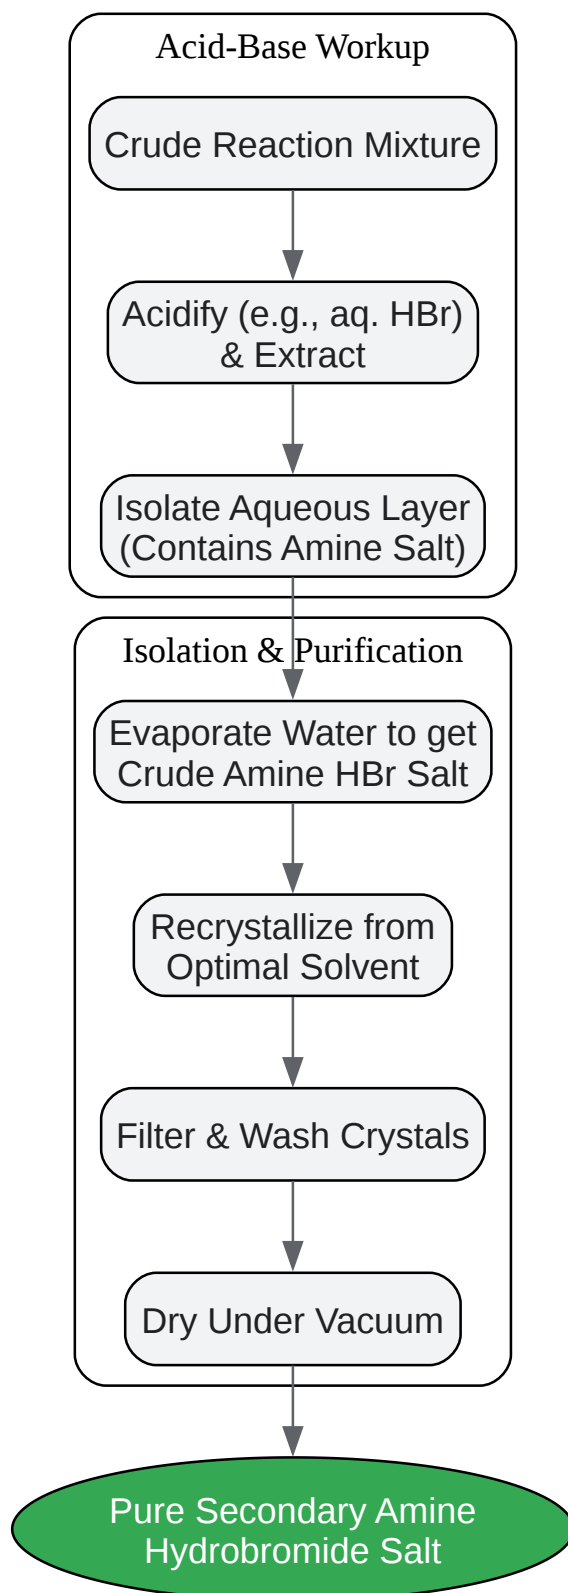 Acid-Base Workup
Crude Reaction Mixture
Acidify (e.g., aq. HBr)
& Extract
Isolate Aqueous Layer
(Contains Amine Salt)
Isolation & Purification
Evaporate Water to get
Crude Amine HBr Salt
Recrystallize from
Optimal Solvent
Filter & Wash Crystals
Dry Under Vacuum
Pure Secondary Amine
Hydrobromide Salt